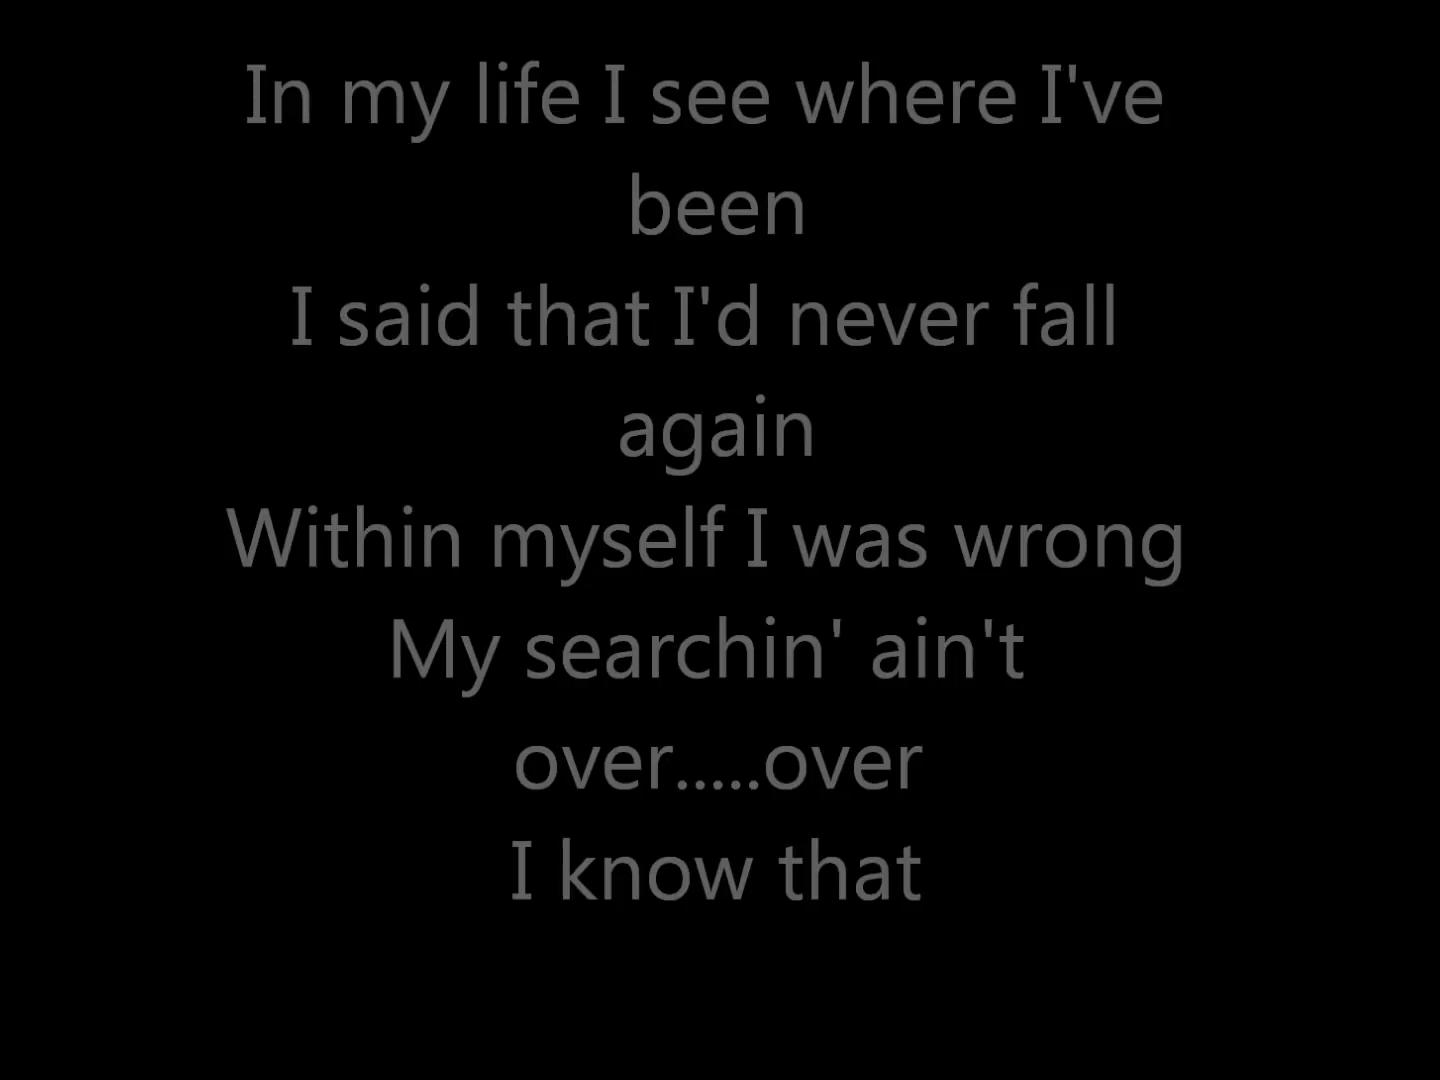 In my life I see where I've
been
I said that I'd never fall
again
Within myself I was wrong
My searchin' ain't
over.....over
I know that